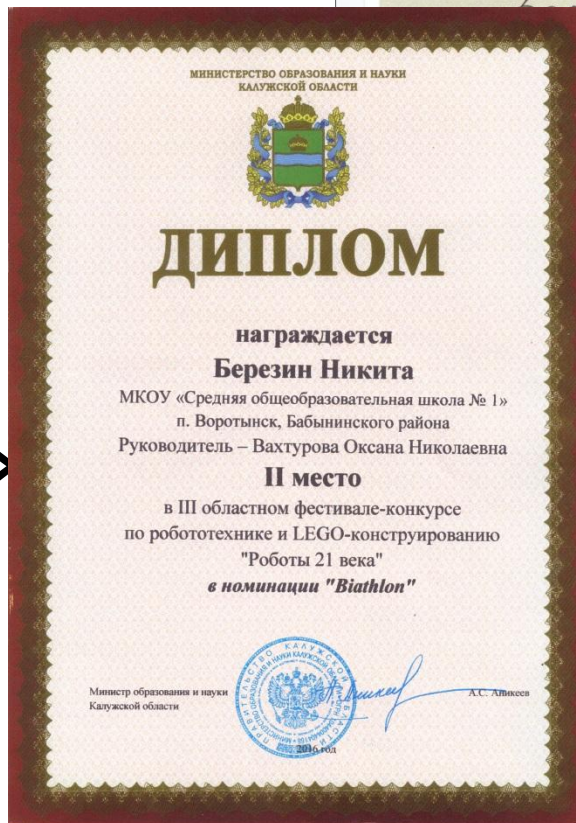 МИНИСТЕРСТВО ОБРАЗОВАНИЯ И НАУКИ
КАЛУЖСКОЙ ОБЛАСТИ
ДИПЛОМ
награждается
Березин Никита
МКОУ «Средняя общеобразовательная школа № 1»
п. Воротынск, Бабынинского района
Руководитель – Вахтурова Оксана Николаевна
II место
в III областном фестивале-конкурсе
по робототехнике и LEGO-конструированию
"Роботы 21 века"
в номинации "Biathlon"
Министр образования и науки
Калужской области
А.С. Аникеев
2016 год